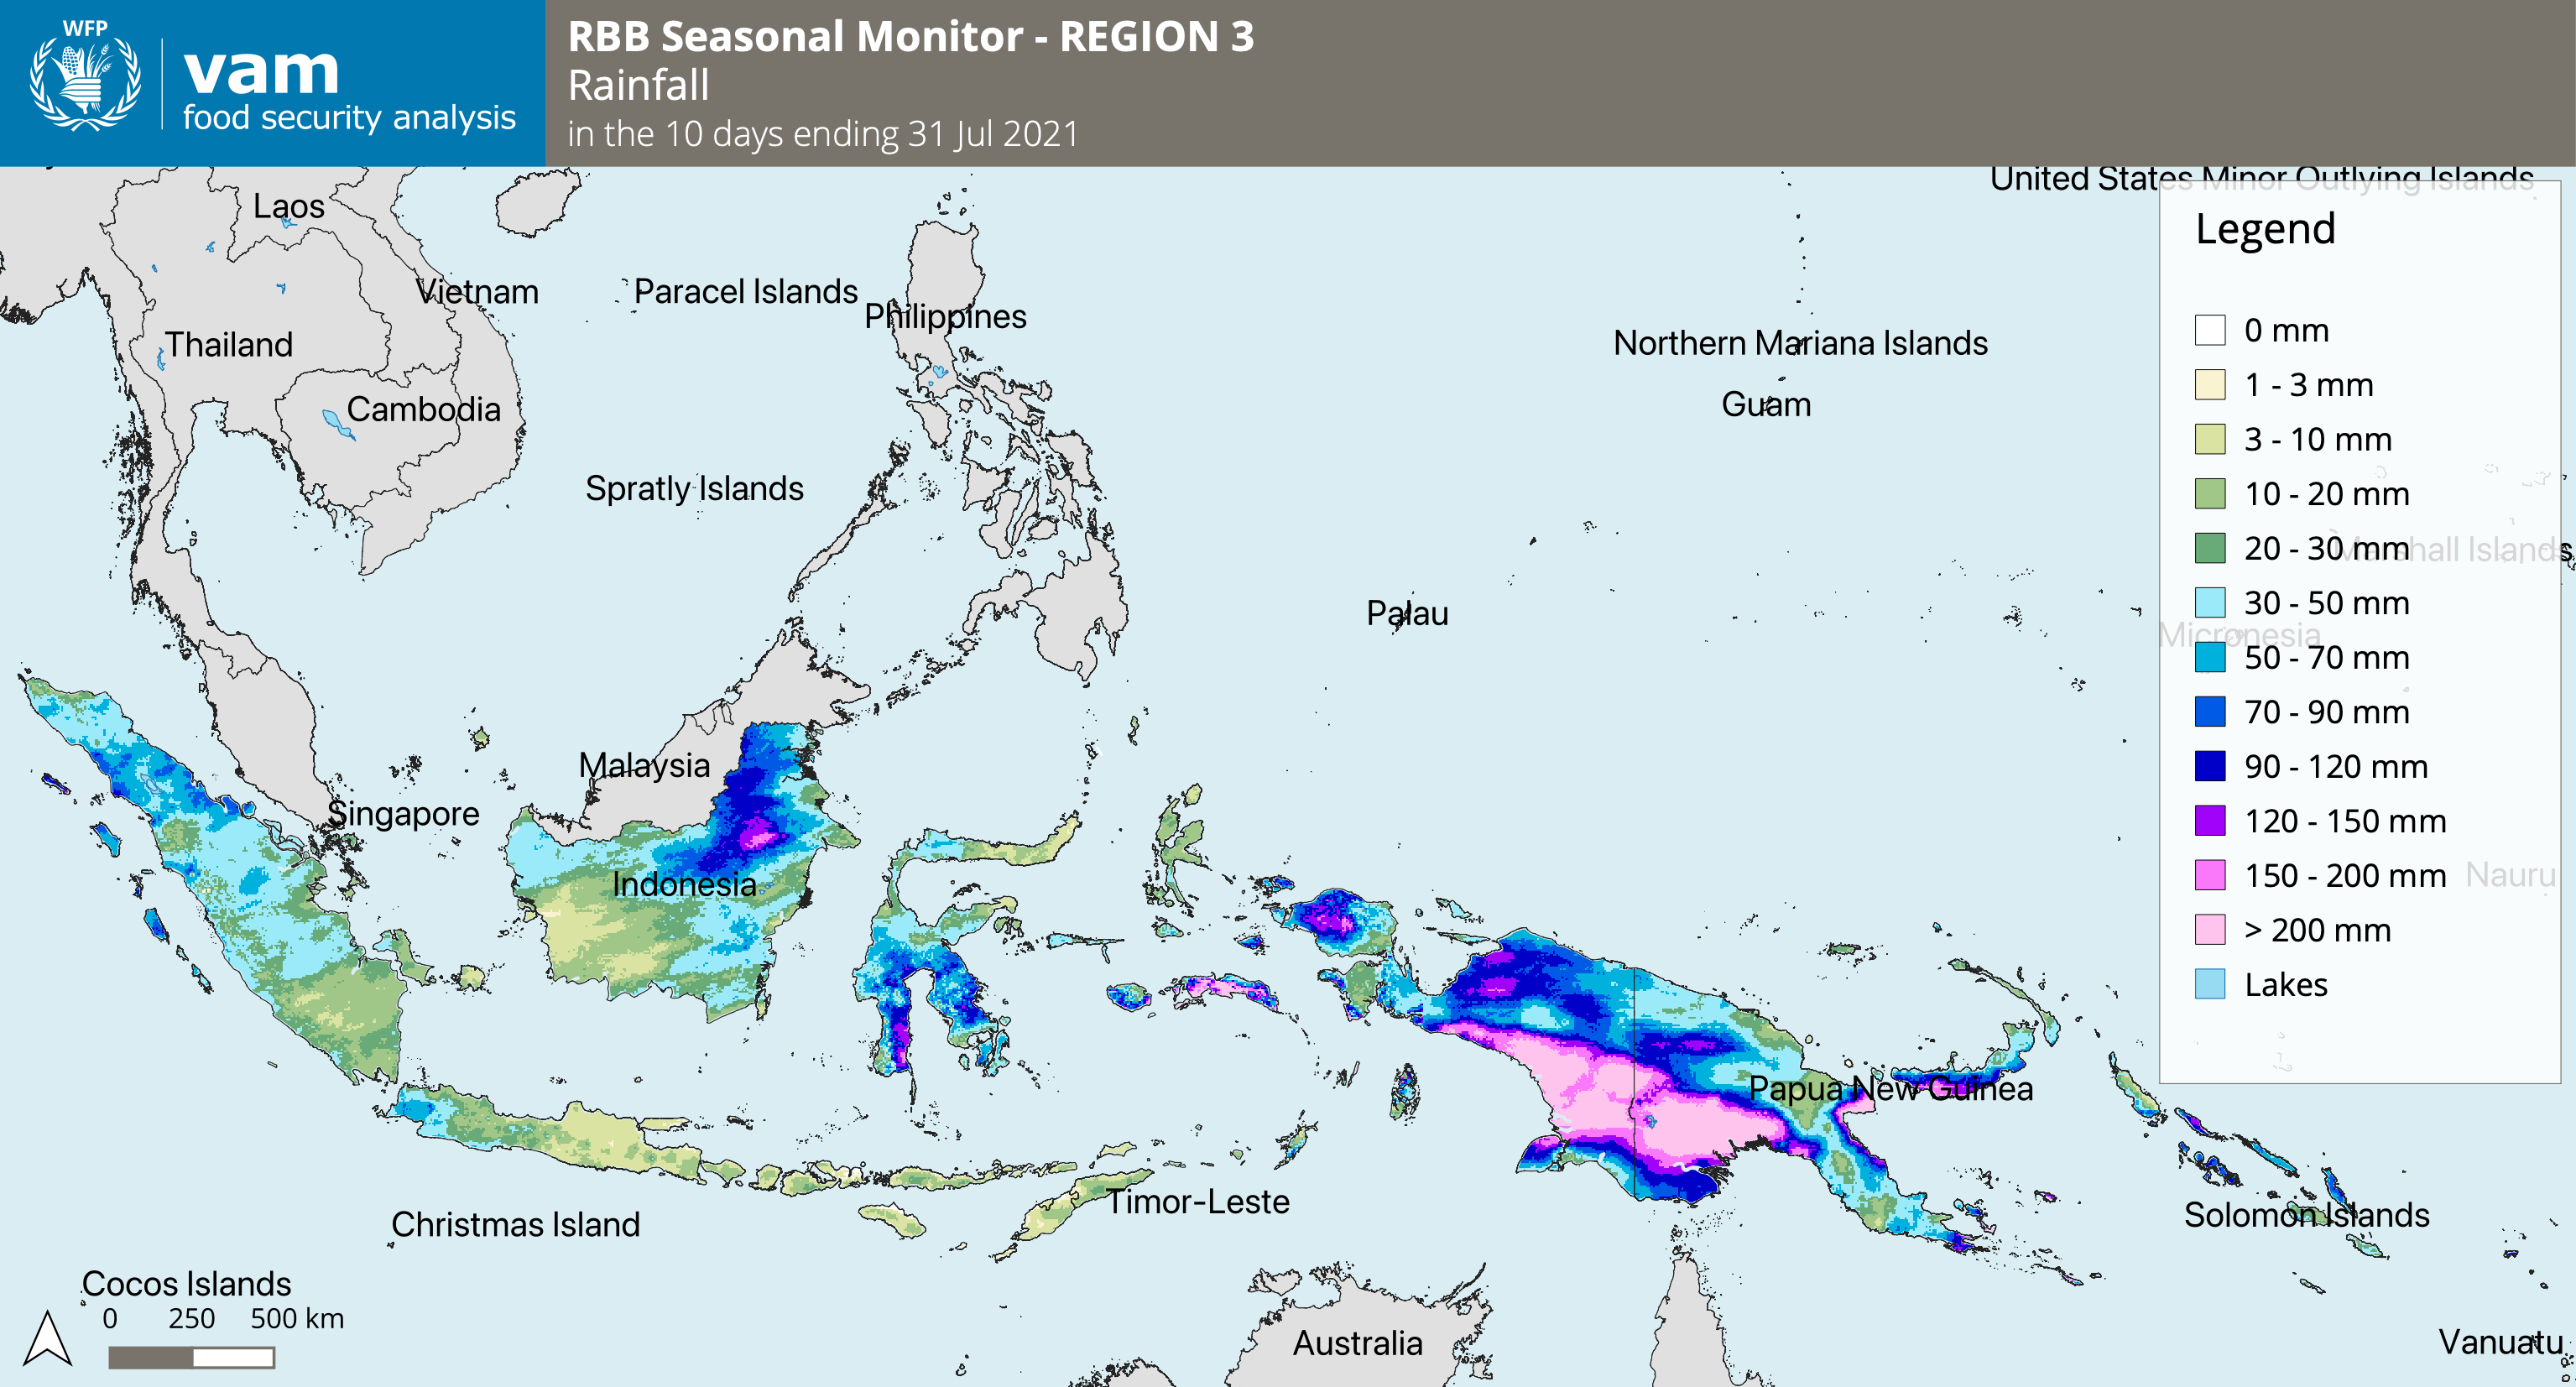 WFP
vam
food security analysis
RBB Seasonal Monitor - REGION 3
Rainfall
in the 10 days ending 31 Jul 2021
United States Minor Outlying Islands
Laos
Vietnam
Paracel Islands
Philippines
Thailand
Northern Mariana Islands
Cambodia
Guam
Spratly Islands
Palau
Malaysia
Singapore
Indonesia
Papua New Guinea
Timor-Leste
Christmas Island
Solomon Islands
Cocos Islands
0 250 500 km
Australia
Vanuatu
Legend
0 mm
1 - 3 mm
3 - 10 mm
10 - 20 mm
20 - 30 mm
Marshall Islands
30 - 50 mm
Micronesia
50 - 70 mm
70 - 90 mm
90 - 120 mm
120 - 150 mm
150 - 200 mm
Nauru
> 200 mm
Lakes